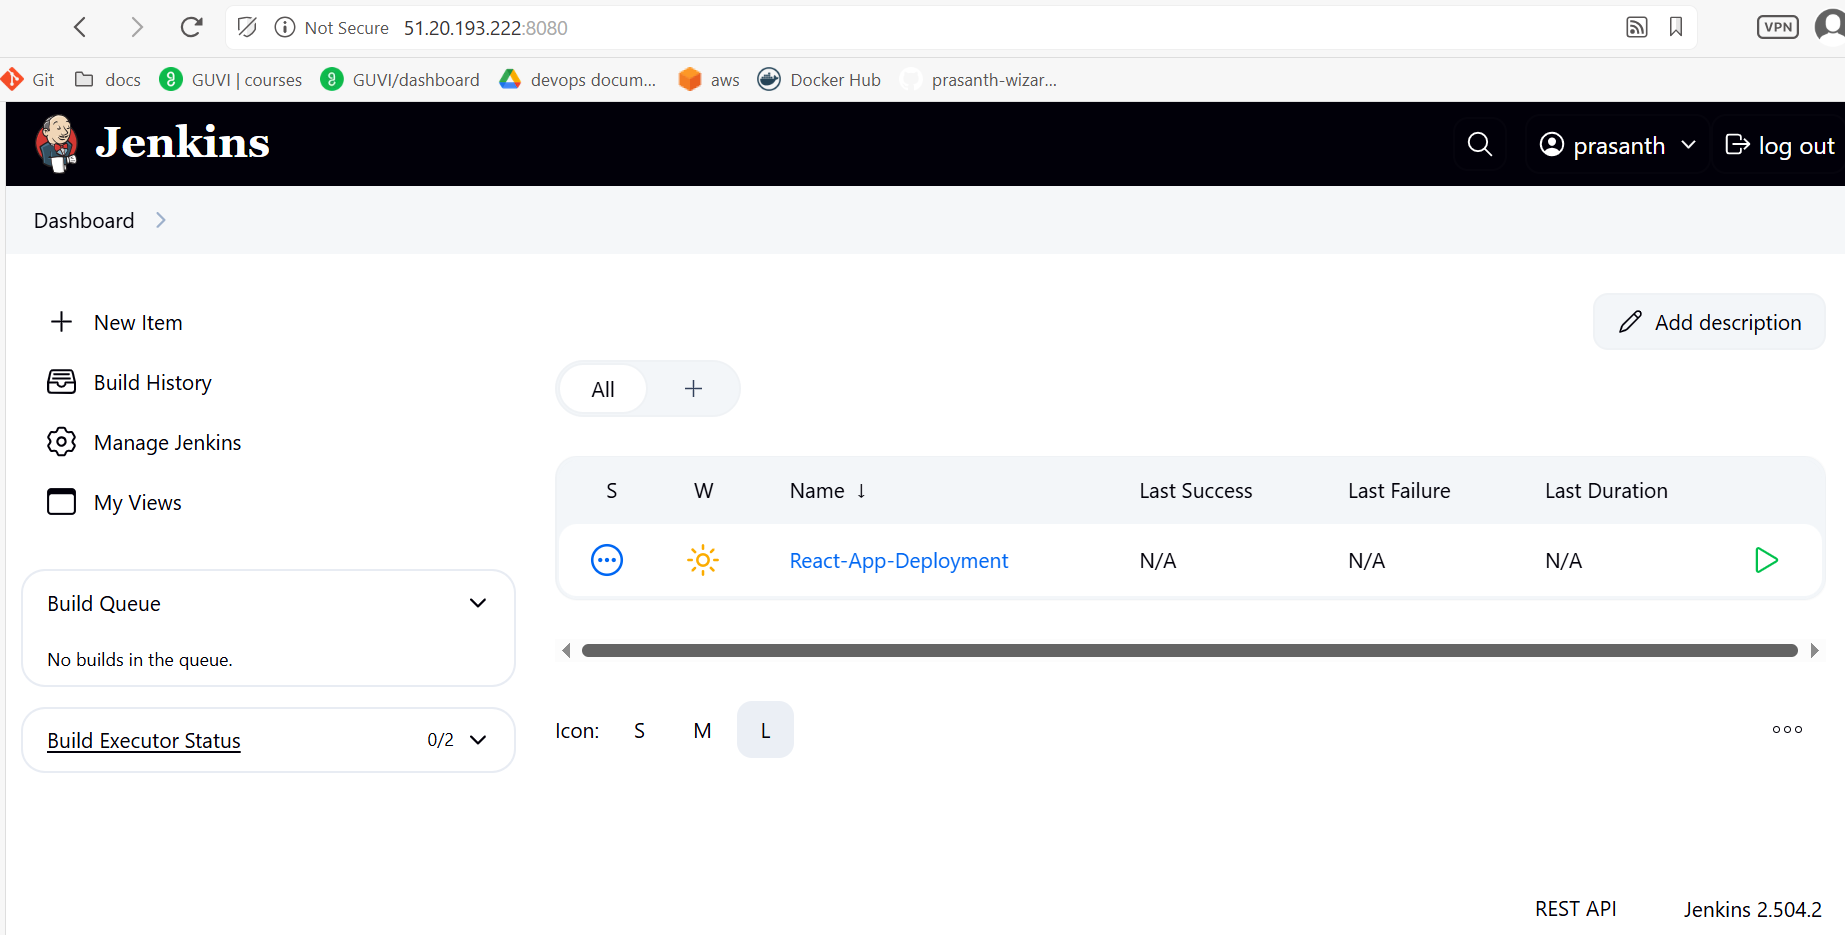 Not Secure 51.20.193.222:8080 VPN
Git docs GUVI | courses GUVI/dashboard devops docum... aws Docker Hub prasanth-wizar...
Jenkins prasanth log out
Dashboard
New Item
Add description
Build History
All +
Manage Jenkins
My Views
S W Name ↓ Last Success Last Failure Last Duration
React-App-Deployment N/A N/A N/A
Build Queue
No builds in the queue.
Build Executor Status 0/2
Icon: S M L
REST API Jenkins 2.504.2